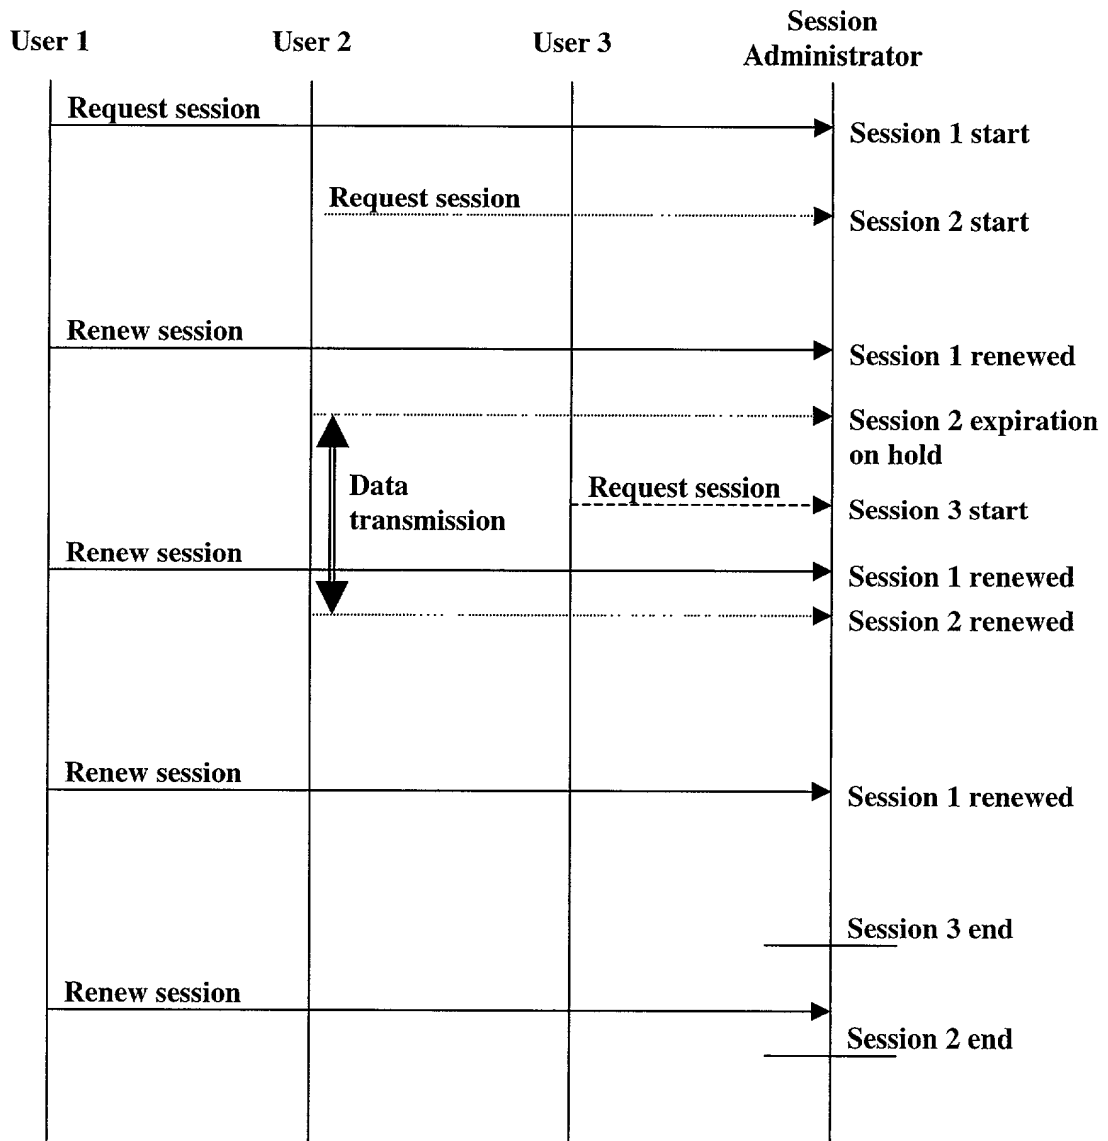 User 1
User 2
User 3
Session
Administrator
Request session
Session 1 start
Request session
Session 2 start
Renew session
Session 1 renewed
Session 2 expiration
on hold
Data
transmission
Request session
Session 3 start
Renew session
Session 1 renewed
Session 2 renewed
Renew session
Session 1 renewed
Session 3 end
Renew session
Session 2 end